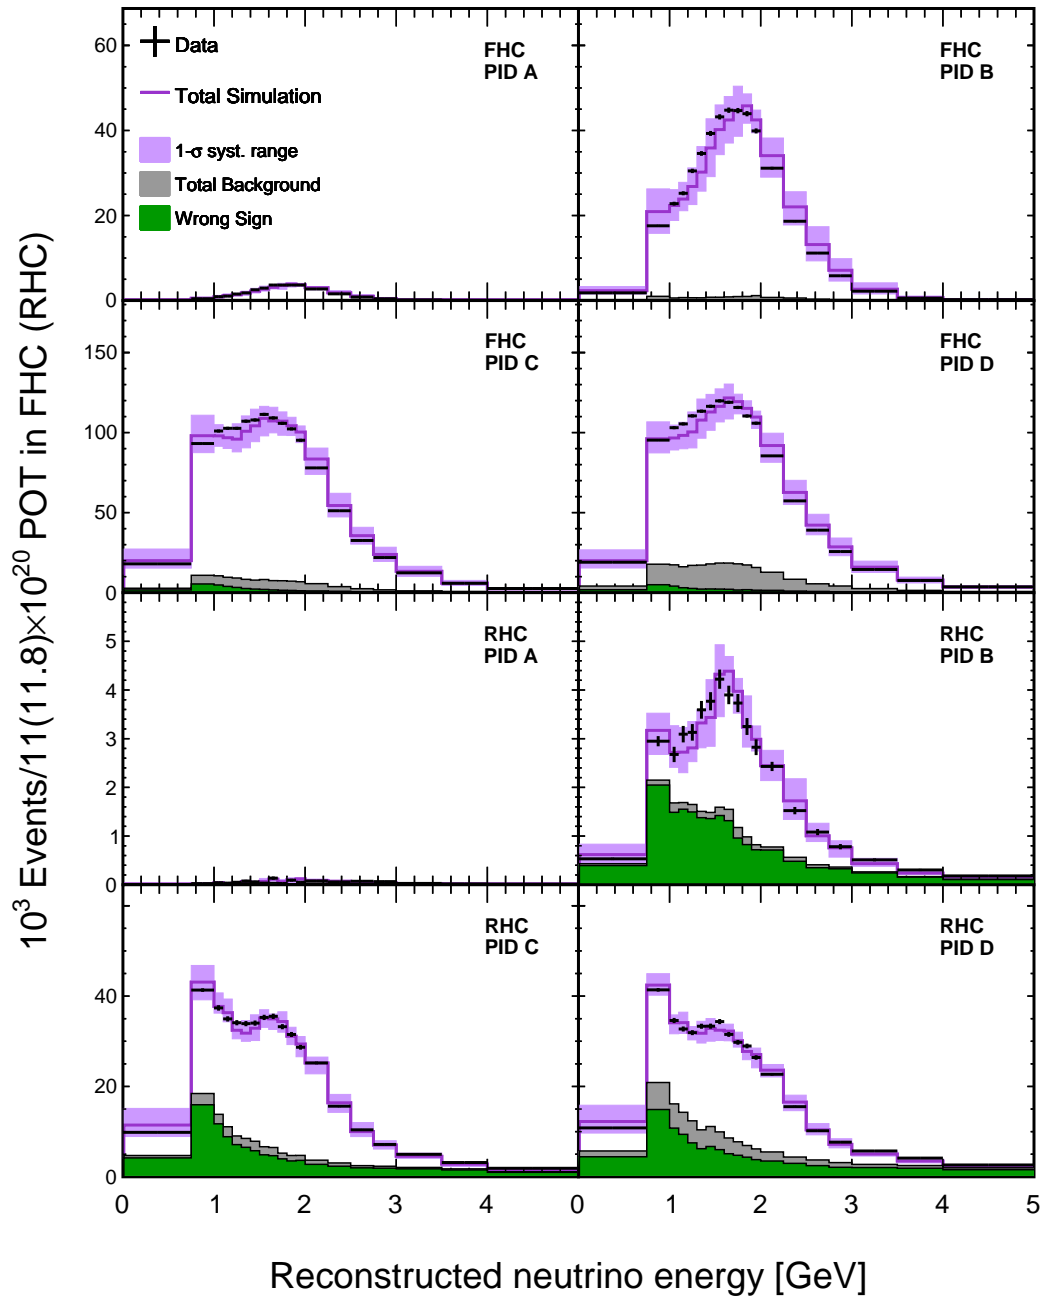 10³ Events/11(11.8)×10²⁰ POT in FHC (RHC)
Data
Total Simulation
1-σ syst. range
Total Background
Wrong Sign
FHC
PID A
FHC
PID B
60
40
20
0
FHC
PID C
FHC
PID D
150
100
50
0
RHC
PID A
RHC
PID B
5
4
3
2
1
0
RHC
PID C
RHC
PID D
40
20
0
0 1 2 3 4 0 1 2 3 4 5
Reconstructed neutrino energy [GeV]